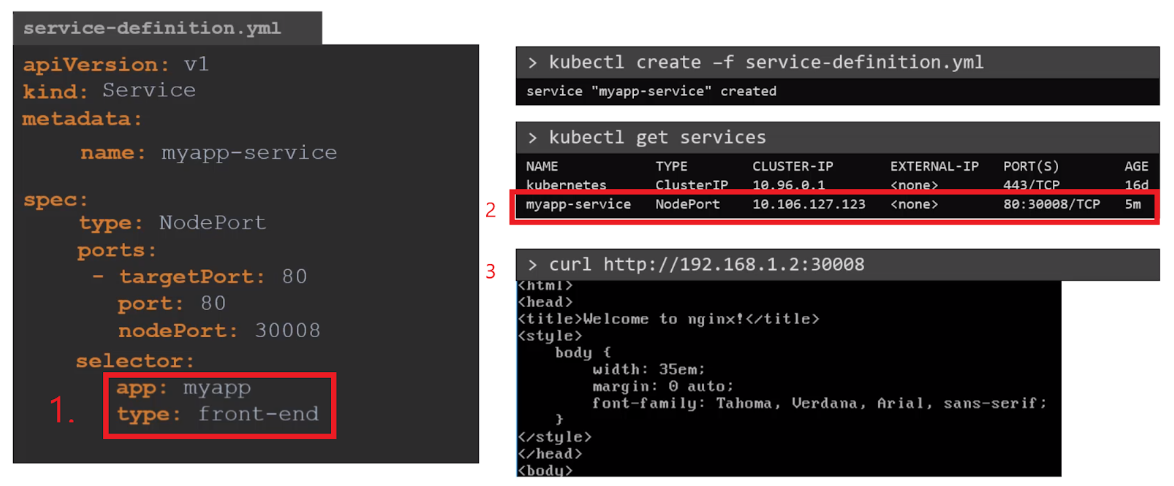 service-definition.yml
apiVersion: v1
kind: Service
metadata:
name: myapp-service
spec:
type: NodePort
ports:
- targetPort: 80
port: 80
nodePort: 30008
selector:
1.
app: myapp
type: front-end
> kubectl create –f service-definition.yml
service "myapp-service" created
> kubectl get services
NAME TYPE CLUSTER-IP EXTERNAL-IP PORT(S) AGE
kubernetes ClusterIP 10.96.0.1 <none> 443/TCP 16d
2 myapp-service NodePort 10.106.127.123 <none> 80:30008/TCP 5m
3 > curl http://192.168.1.2:30008
<html>
<head>
<title>Welcome to nginx!</title>
<style>
body {
width: 35em;
margin: 0 auto;
font-family: Tahoma, Verdana, Arial, sans-serif;
}
</style>
</head>
<body>